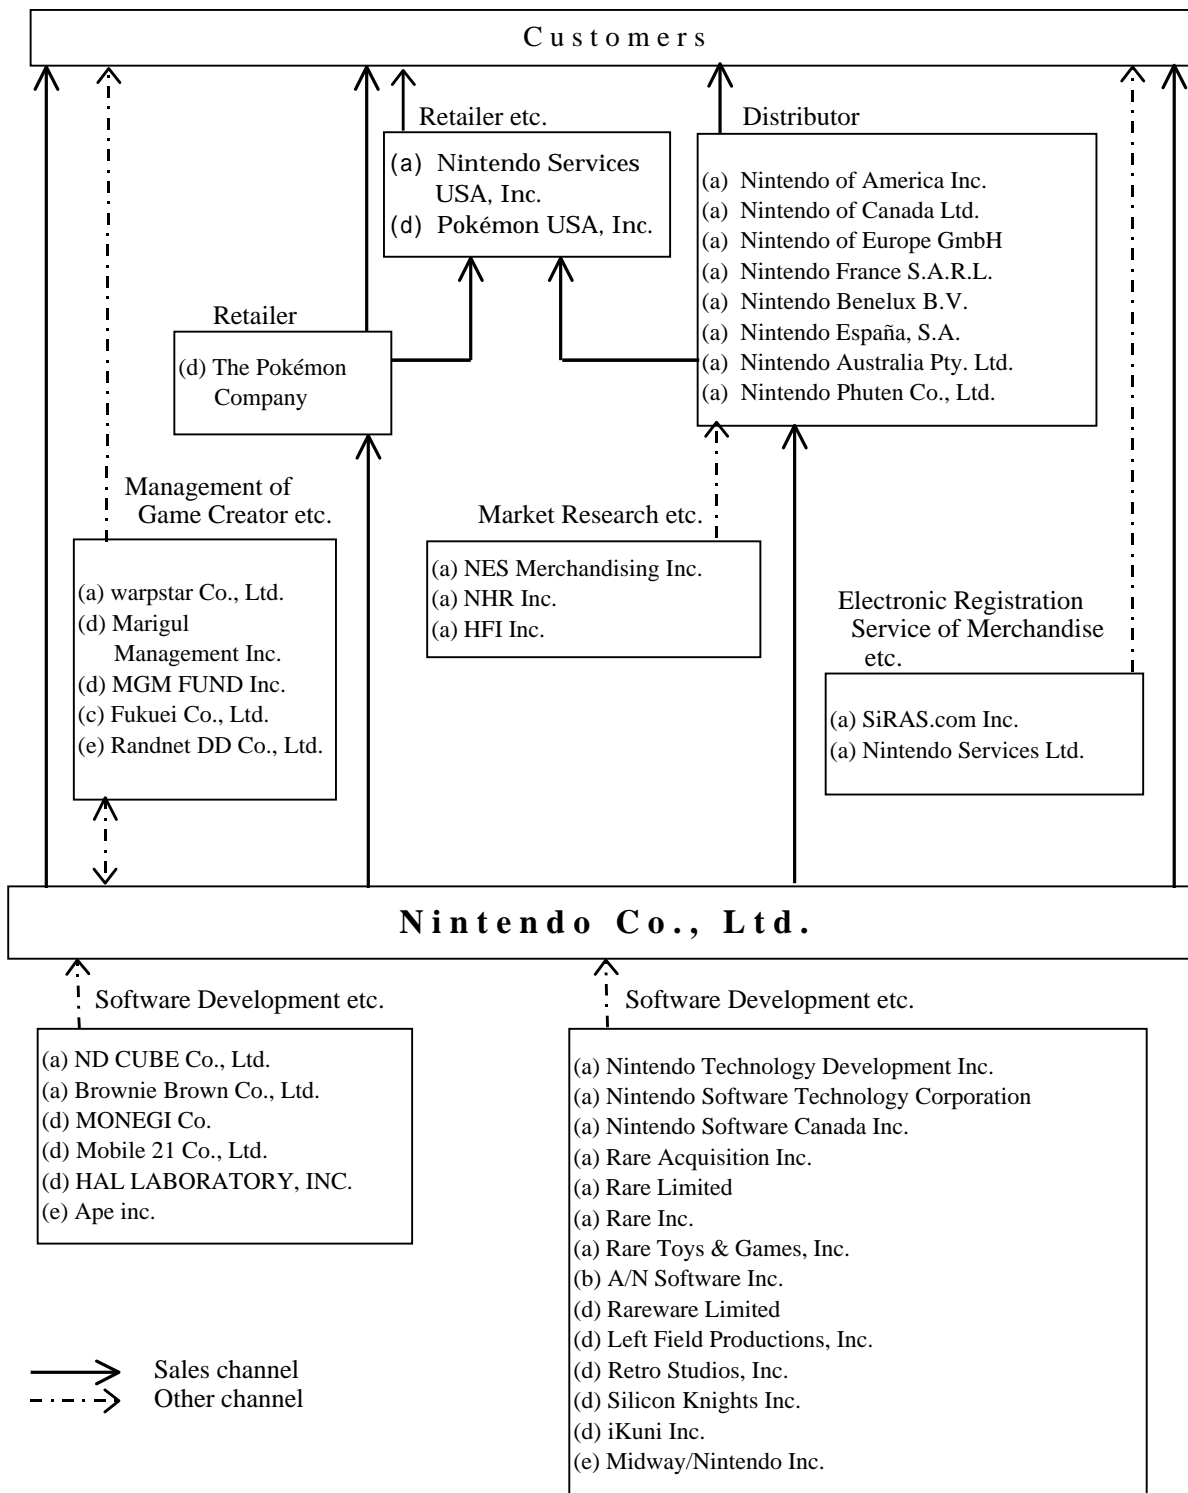 Customers
Retailer etc.
(a) Nintendo Services
USA, Inc.
(d) Pokémon USA, Inc.
Distributor
(a) Nintendo of America Inc.
(a) Nintendo of Canada Ltd.
(a) Nintendo of Europe GmbH
(a) Nintendo France S.A.R.L.
(a) Nintendo Benelux B.V.
(a) Nintendo España, S.A.
(a) Nintendo Australia Pty. Ltd.
(a) Nintendo Phuten Co., Ltd.
Retailer
(d) The Pokémon
Company
Management of
Game Creator etc.
(a) warpstar Co., Ltd.
(d) Marigul
Management Inc.
(d) MGM FUND Inc.
(c) Fukuei Co., Ltd.
(e) Randnet DD Co., Ltd.
Market Research etc.
(a) NES Merchandising Inc.
(a) NHR Inc.
(a) HFI Inc.
Electronic Registration
Service of Merchandise
etc.
(a) SiRAS.com Inc.
(a) Nintendo Services Ltd.
Nintendo Co., Ltd.
Software Development etc.
(a) ND CUBE Co., Ltd.
(a) Brownie Brown Co., Ltd.
(d) MONEGI Co.
(d) Mobile 21 Co., Ltd.
(d) HAL LABORATORY, INC.
(e) Ape inc.
Software Development etc.
(a) Nintendo Technology Development Inc.
(a) Nintendo Software Technology Corporation
(a) Nintendo Software Canada Inc.
(a) Rare Acquisition Inc.
(a) Rare Limited
(a) Rare Inc.
(a) Rare Toys & Games, Inc.
(b) A/N Software Inc.
(d) Rareware Limited
(d) Left Field Productions, Inc.
(d) Retro Studios, Inc.
(d) Silicon Knights Inc.
(d) iKuni Inc.
(e) Midway/Nintendo Inc.
Sales channel
Other channel